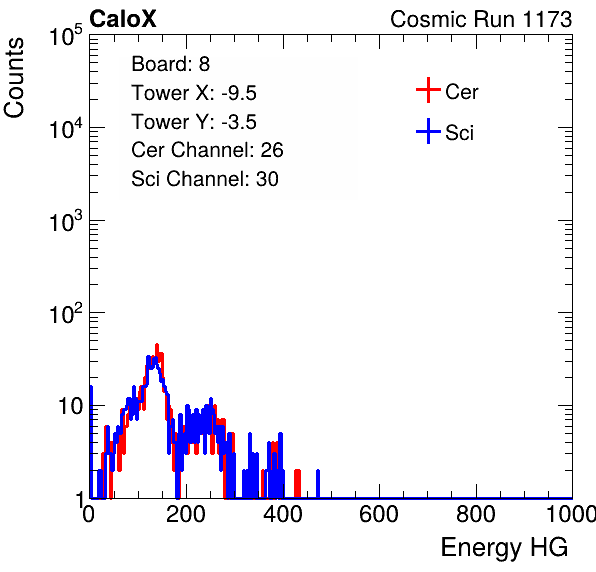 CaloX Cosmic Run 1173
Counts
10^5
10^4
10^3
10^2
10
1
Board: 8
Tower X: -9.5
Tower Y: -3.5
Cer Channel: 26
Sci Channel: 30
Cer
Sci
0 200 400 600 800 1000
Energy HG